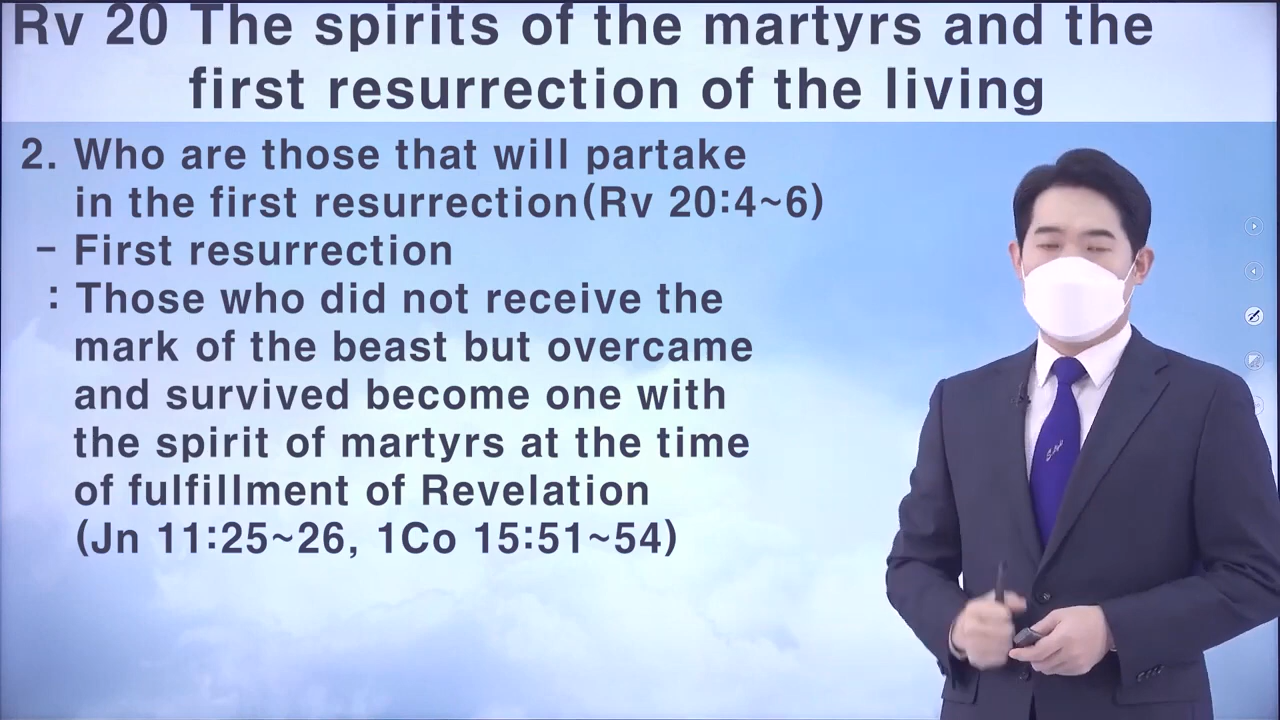 Rv 20 The spirits of the martyrs and the
first resurrection of the living
2. Who are those that will partake
in the first resurrection(Rv 20:4~6)
- First resurrection
: Those who did not receive the
mark of the beast but overcame
and survived become one with
the spirit of martyrs at the time
of fulfillment of Revelation
(Jn 11:25~26, 1Co 15:51~54)